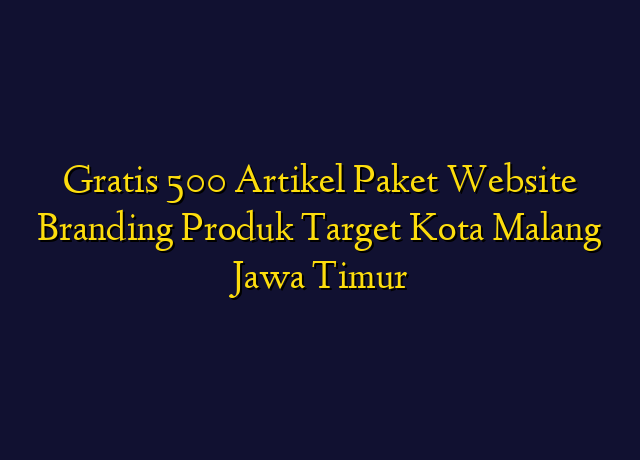 Gratis 500 Artikel Paket Website
Branding Produk Target Kota Malang
Jawa Timur